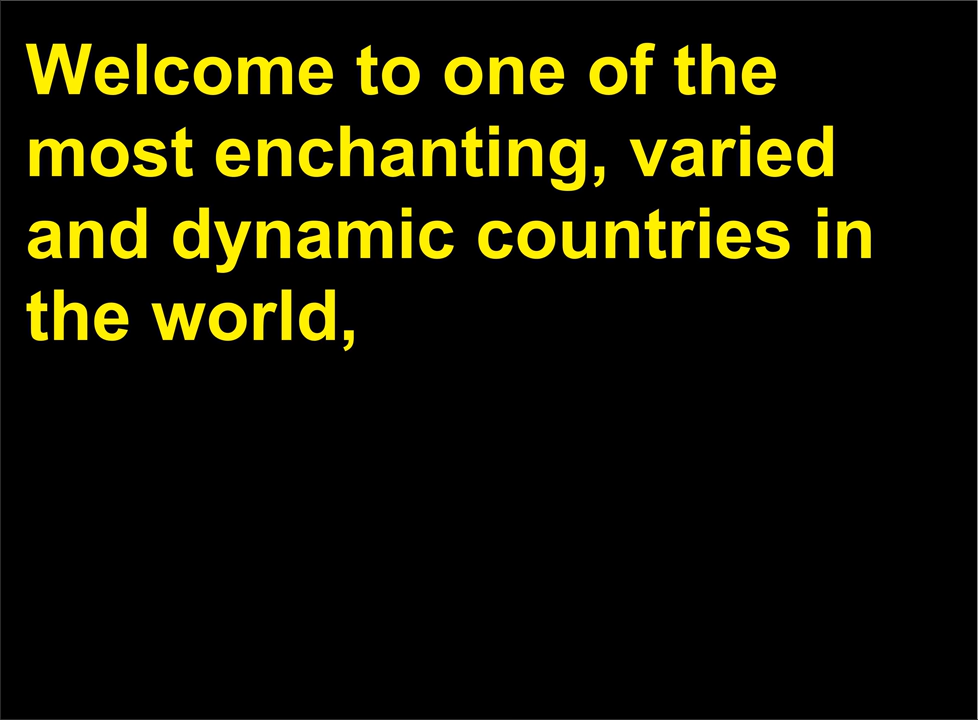 Welcome to one of the
most enchanting, varied
and dynamic countries in
the world,